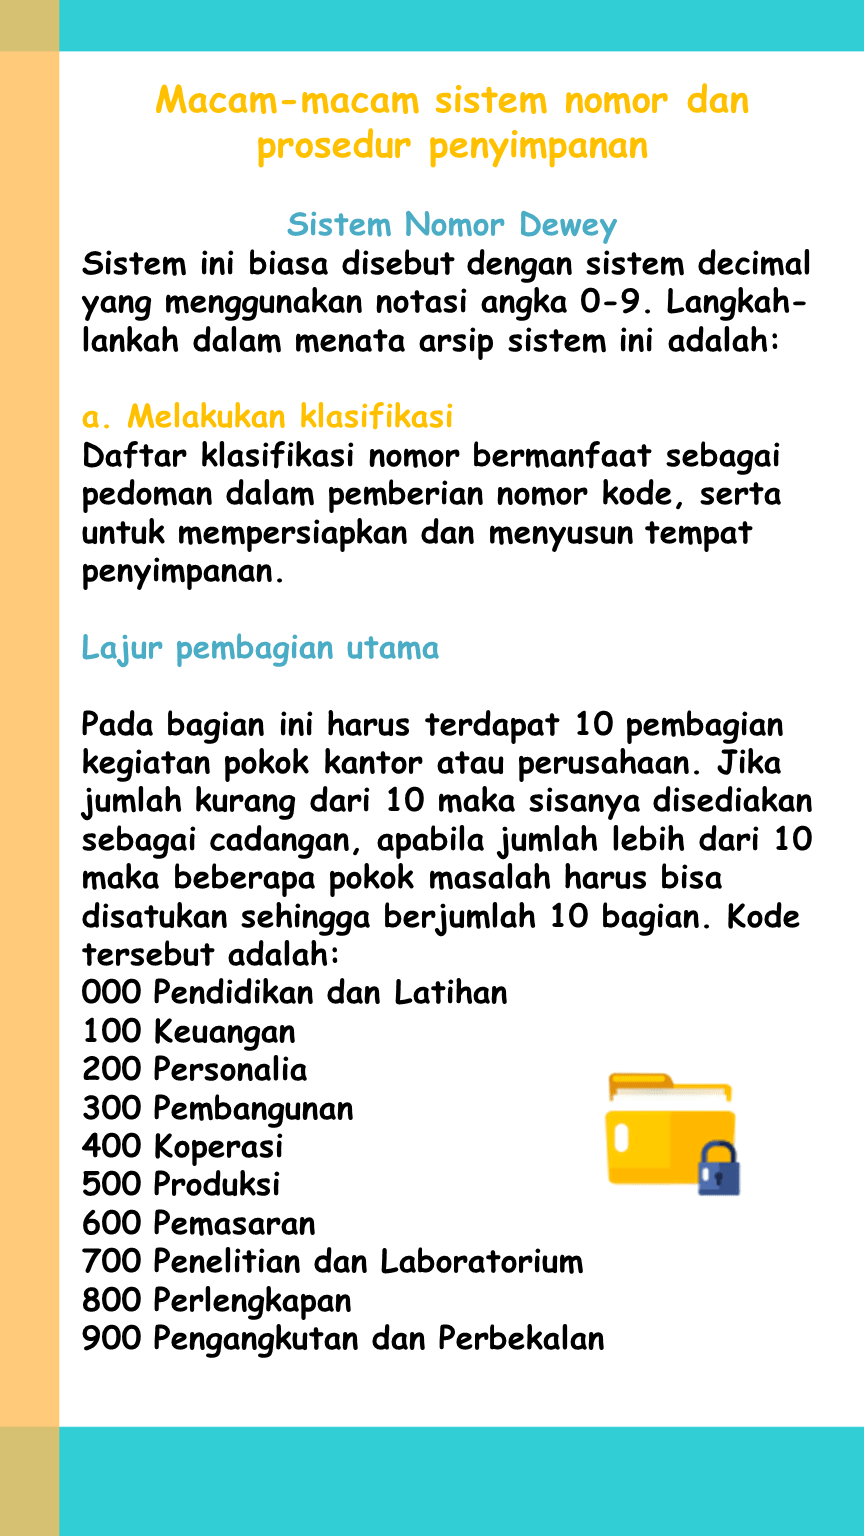 Macam-macam sistem nomor dan
prosedur penyimpanan
Sistem Nomor Dewey
Sistem ini biasa disebut dengan sistem decimal
yang menggunakan notasi angka 0-9. Langkah-
lankah dalam menata arsip sistem ini adalah:
a. Melakukan klasifikasi
Daftar klasifikasi nomor bermanfaat sebagai
pedoman dalam pemberian nomor kode, serta
untuk mempersiapkan dan menyusun tempat
penyimpanan.
Lajur pembagian utama
Pada bagian ini harus terdapat 10 pembagian
kegiatan pokok kantor atau perusahaan. Jika
jumlah kurang dari 10 maka sisanya disediakan
sebagai cadangan, apabila jumlah lebih dari 10
maka beberapa pokok masalah harus bisa
disatukan sehingga berjumlah 10 bagian. Kode
tersebut adalah:
000 Pendidikan dan Latihan
100 Keuangan
200 Personalia
300 Pembangunan
400 Koperasi
500 Produksi
600 Pemasaran
700 Penelitian dan Laboratorium
800 Perlengkapan
900 Pengangkutan dan Perbekalan